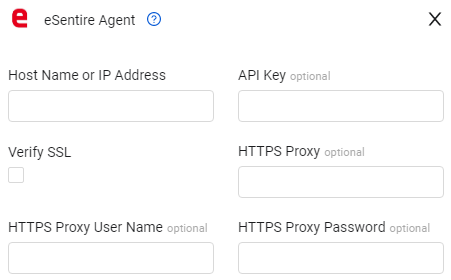 eSentire Agent ?
Host Name or IP Address
API Key optional
Verify SSL
HTTPS Proxy optional
HTTPS Proxy User Name optional
HTTPS Proxy Password optional